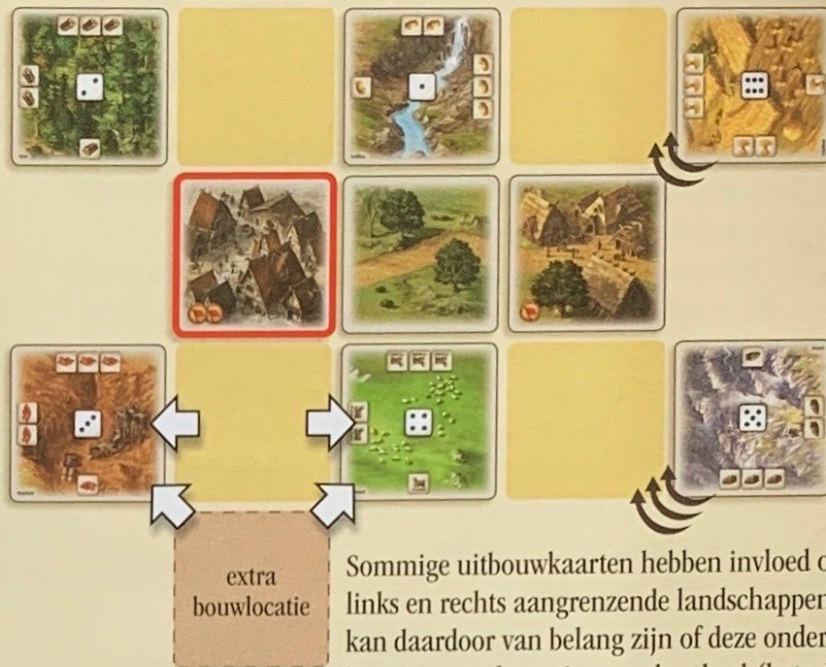 extra
bouwlocatie
Sommige uitbouwkaarten hebben invloed
links en rechts aangrenzende landschappen
kan daardoor van belang zijn of deze onder